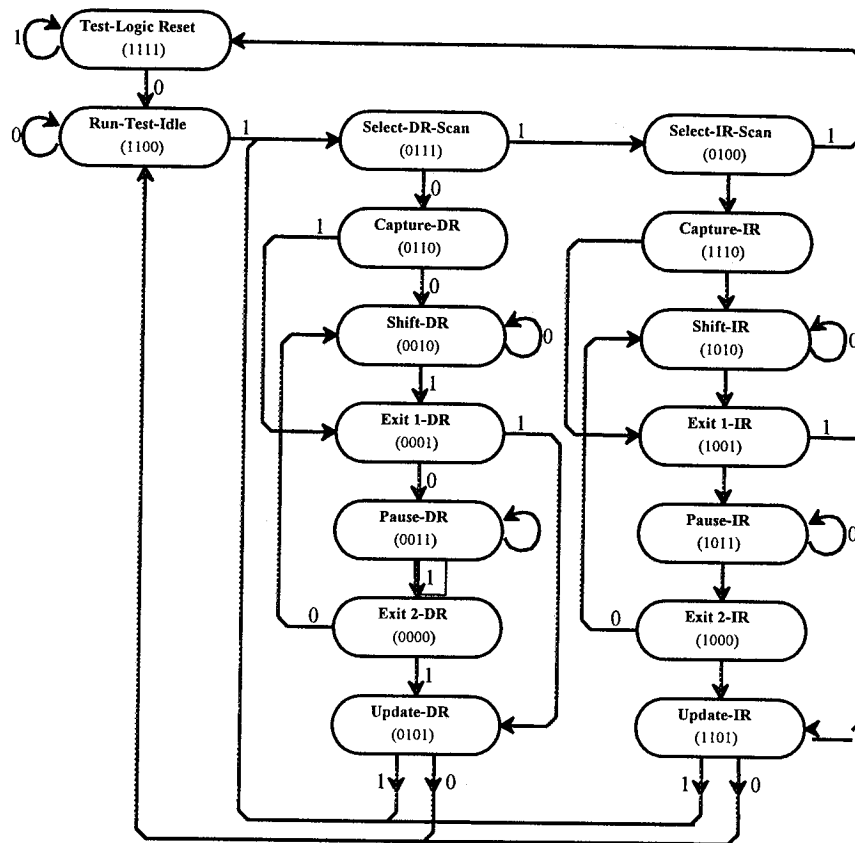 Test-Logic Reset
(1111)
1
0
Run-Test-Idle
(1100)
0
1
Select-DR-Scan
(0111)
1
0
Capture-DR
(0110)
1
0
Shift-DR
(0010)
0
1
Exit 1-DR
(0001)
1
0
Pause-DR
(0011)
1
Exit 2-DR
(0000)
0
1
Update-DR
(0101)
1
0
Select-IR-Scan
(0100)
1
Capture-IR
(1110)
Shift-IR
(1010)
0
Exit 1-IR
(1001)
1
Pause-IR
(1011)
0
Exit 2-IR
(1000)
0
Update-IR
(1101)
1
0